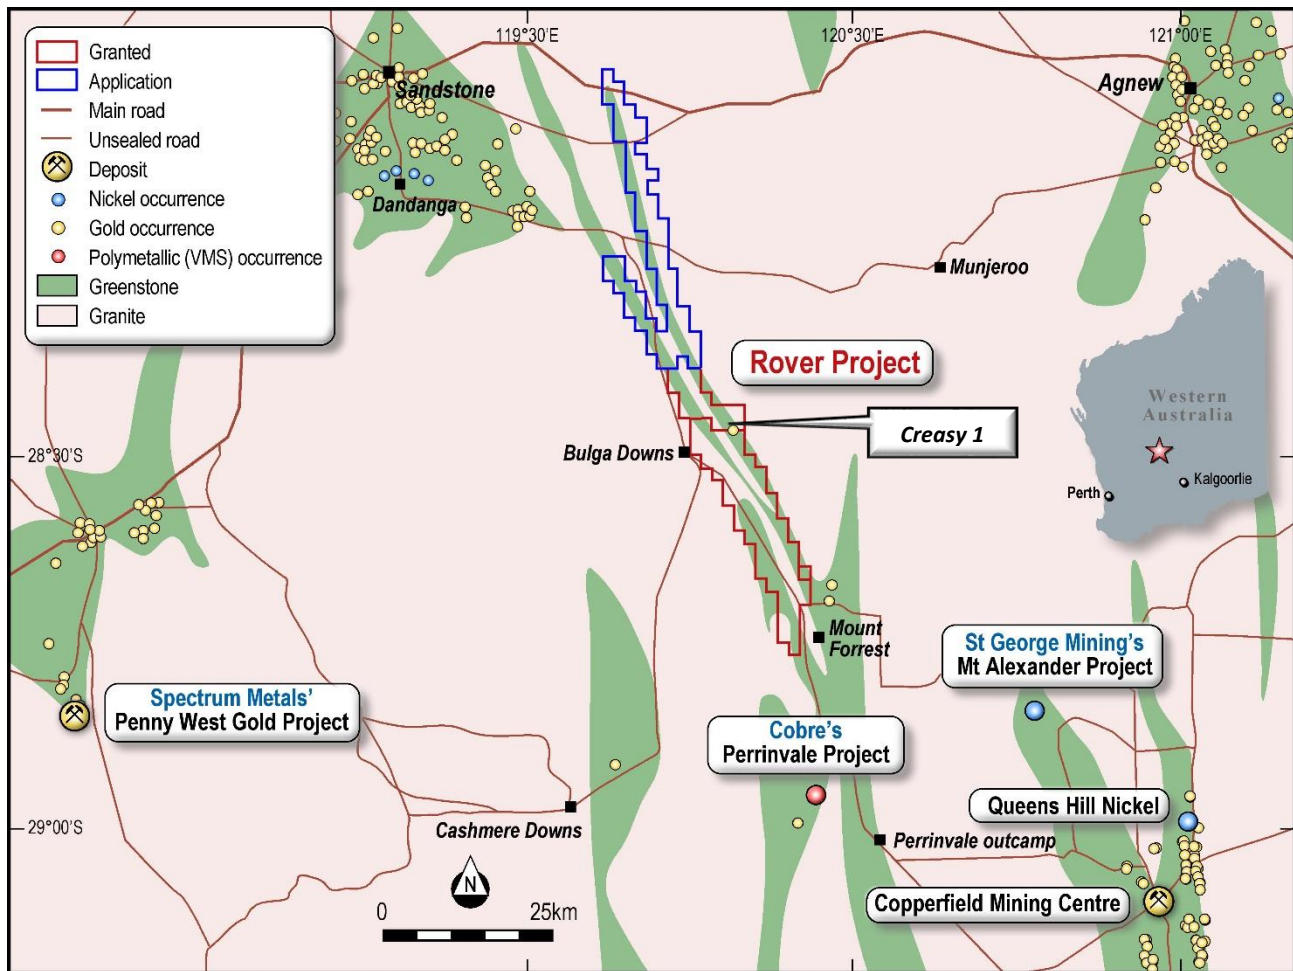 119°30'E
120°30'E
121°00'E
Granted
Application
Main road
Unsealed road
Deposit
Nickel occurrence
Gold occurrence
Polymetallic (VMS) occurrence
Greenstone
Granite
Sandstone
Agnew
Dandanga
Munjeroo
Rover Project
Western
Australia
Creasy 1
Bulga Downs
28°30'S
Perth
Kalgoorlie
Mount
Forrest
St George Mining's
Mt Alexander Project
Spectrum Metals'
Penny West Gold Project
Cobre's
Perrinvale Project
Queens Hill Nickel
29°00'S
Cashmere Downs
Perrinvale outcamp
N
Copperfield Mining Centre
0 25km